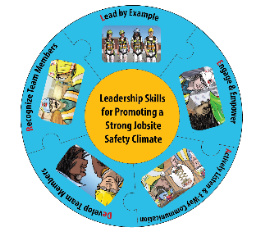 Lead by Example
Engage & Empower
Actively Listen & 3-Way Communication
Develop Team Members
Recognize Team Members
Leadership Skills
for Promoting a
Strong Jobsite
Safety Climate